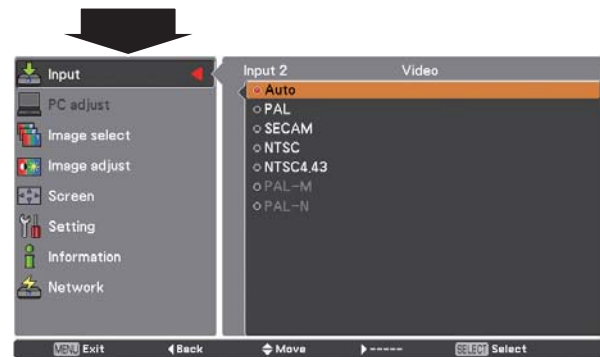 Input
PC adjust
Image select
Image adjust
Screen
Setting
Information
Network
Input 2 Video
Auto
PAL
SECAM
NTSC
NTSC4.43
PAL-M
PAL-N
MENU Exit Back Move ----- SELECT Select